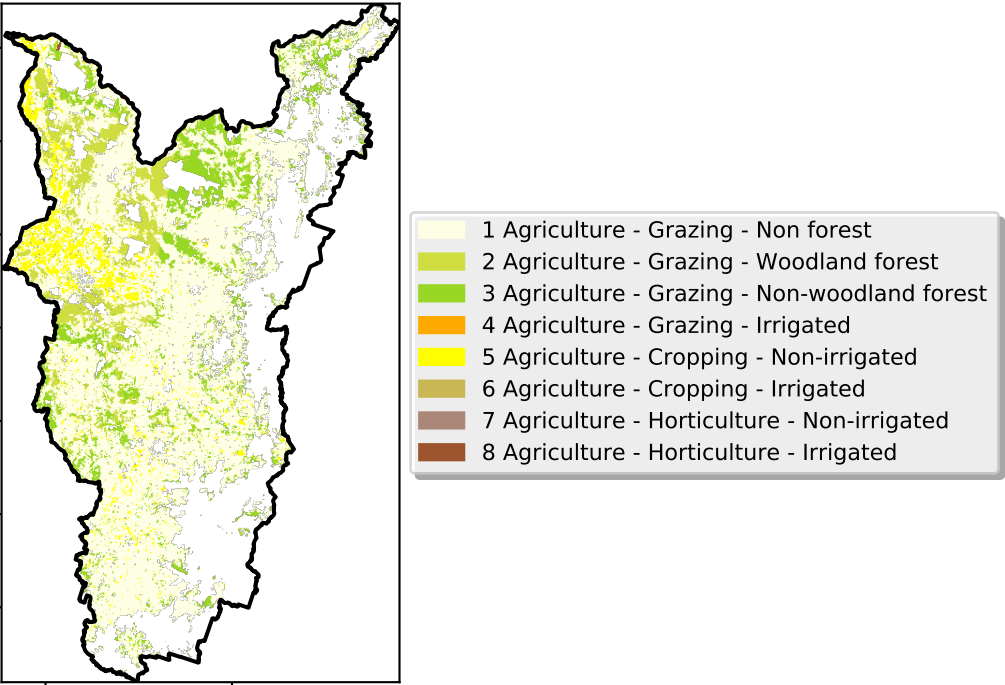 1 Agriculture - Grazing - Non forest
2 Agriculture - Grazing - Woodland forest
3 Agriculture - Grazing - Non-woodland forest
4 Agriculture - Grazing - Irrigated
5 Agriculture - Cropping - Non-irrigated
6 Agriculture - Cropping - Irrigated
7 Agriculture - Horticulture - Non-irrigated
8 Agriculture - Horticulture - Irrigated